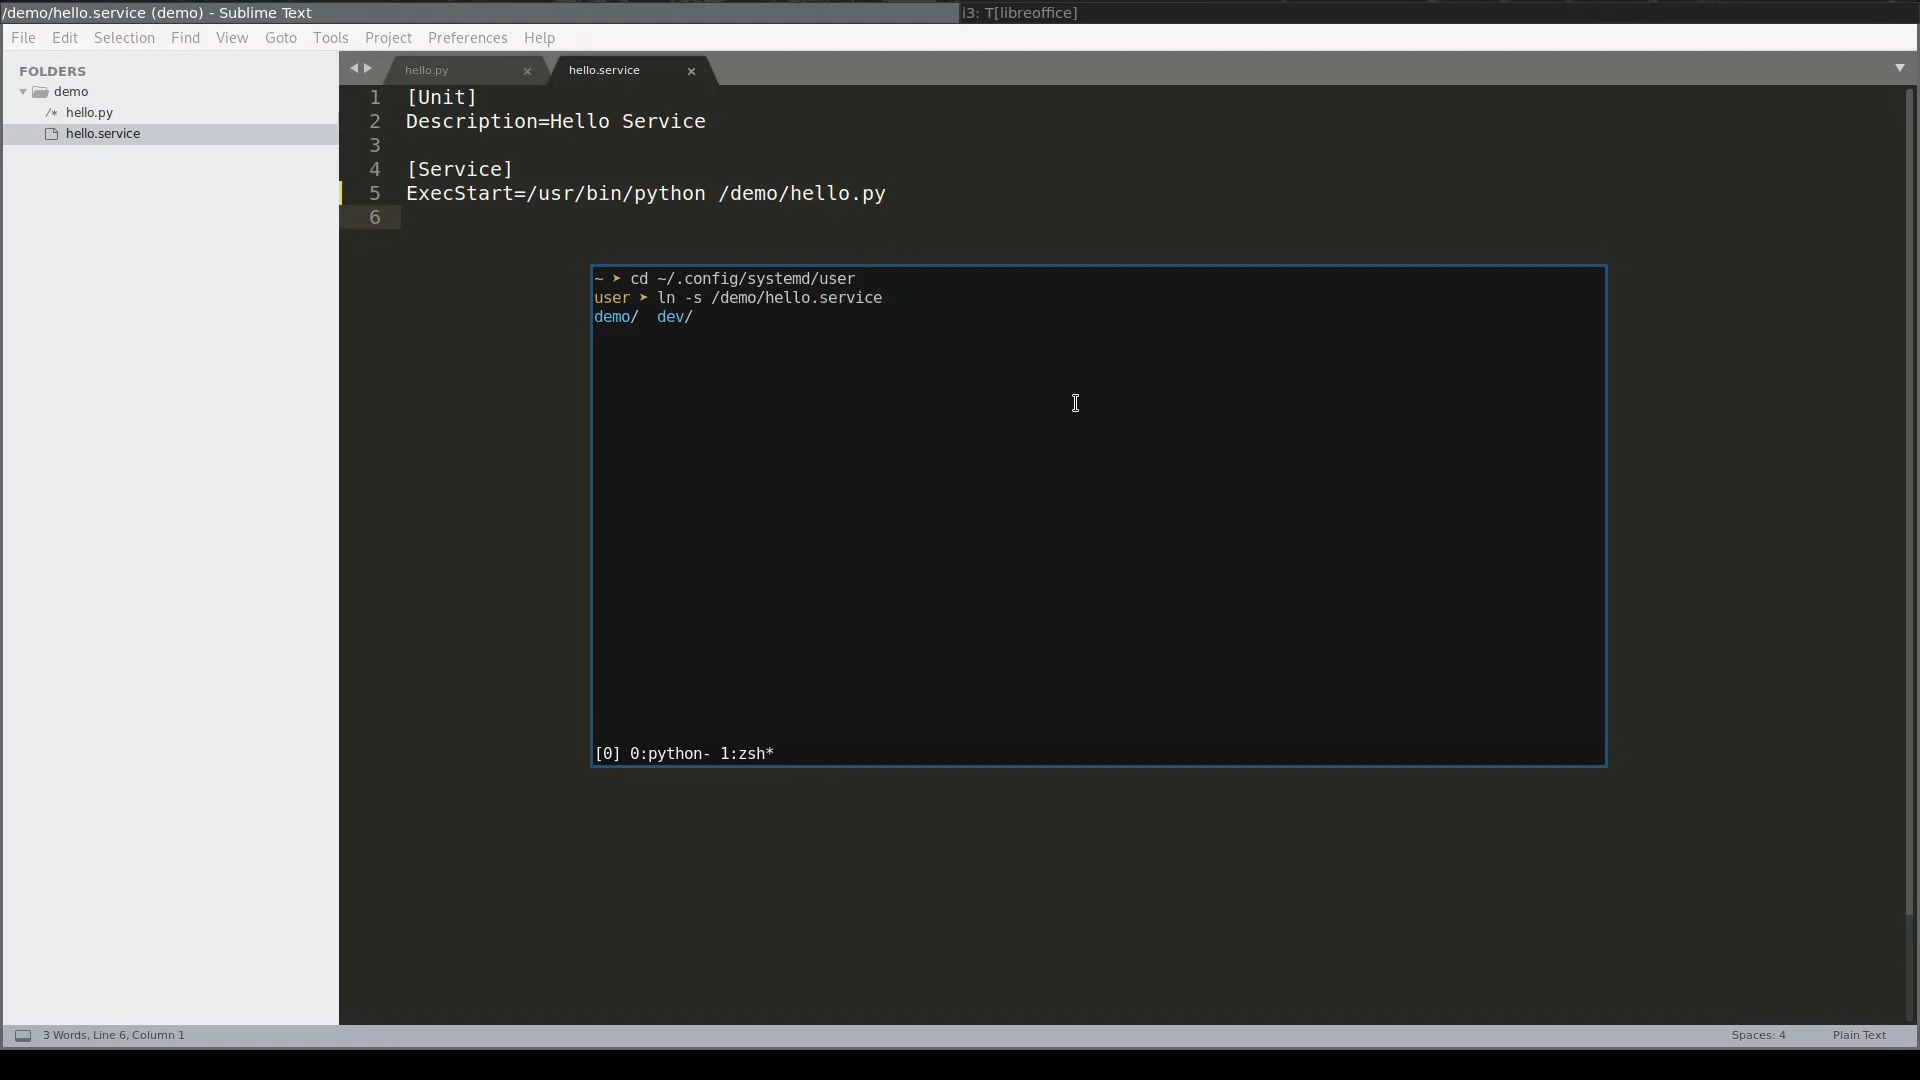 /demo/hello.service (demo) - Sublime Text
i3: T[libreoffice]
File Edit Selection Find View Goto Tools Project Preferences Help
FOLDERS
demo
hello.py
hello.service
hello.py × hello.service ×
1 [Unit]
2 Description=Hello Service
3
4 [Service]
5 ExecStart=/usr/bin/python /demo/hello.py
6
~ ➤ cd ~/.config/systemd/user
user ➤ ln -s /demo/hello.service
demo/ dev/
[0] 0:python- 1:zsh*
3 Words, Line 6, Column 1
Spaces: 4
Plain Text